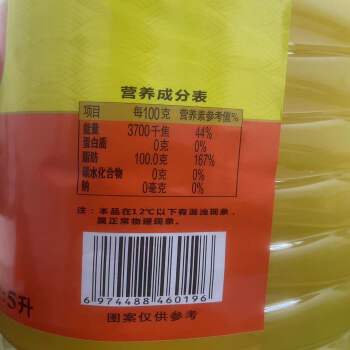 营养成分表
项目 每100克 营养素参考值%
能量 3700千焦 44%
蛋白质 0克 0%
脂肪 100.0克 167%
碳水化合物 0克 0%
钠 0毫克 0%
注：本品在12℃以下有混浊现象，
属正常物理现象。
6 974488 460196
5升
图案仅供参考